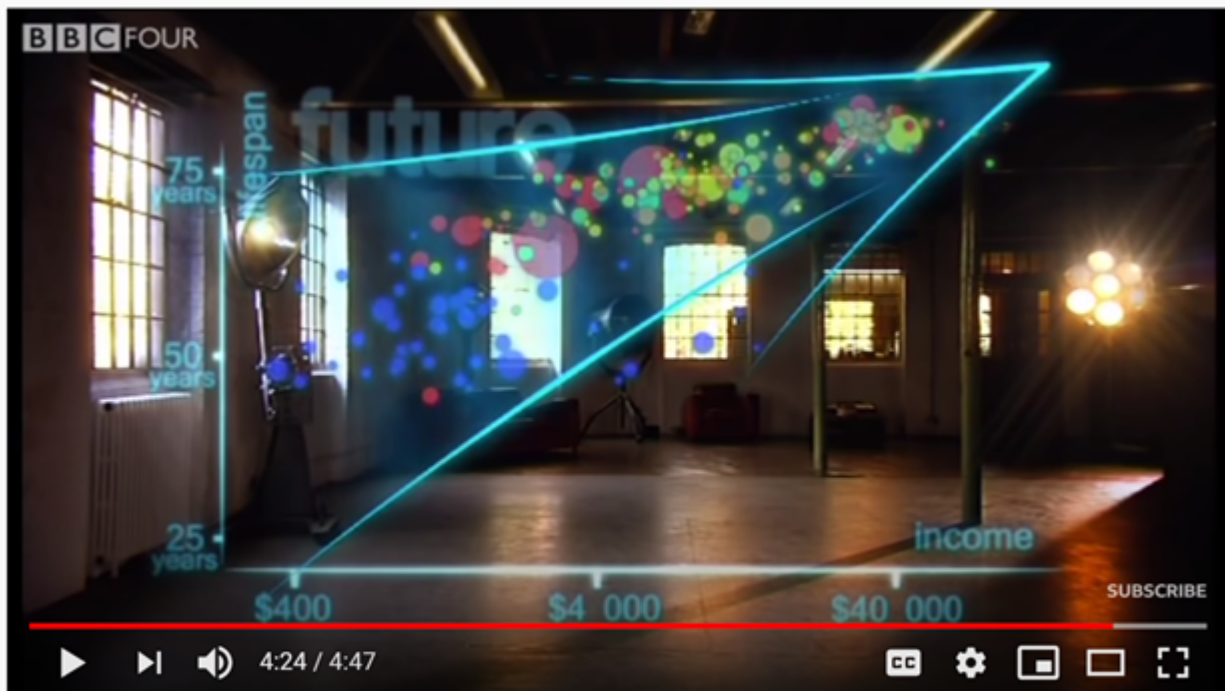 BBC FOUR
future
lifespan
75
years
50
years
25
years
income
$400
$4 000
$40 000
SUBSCRIBE
4:24 / 4:47
CC